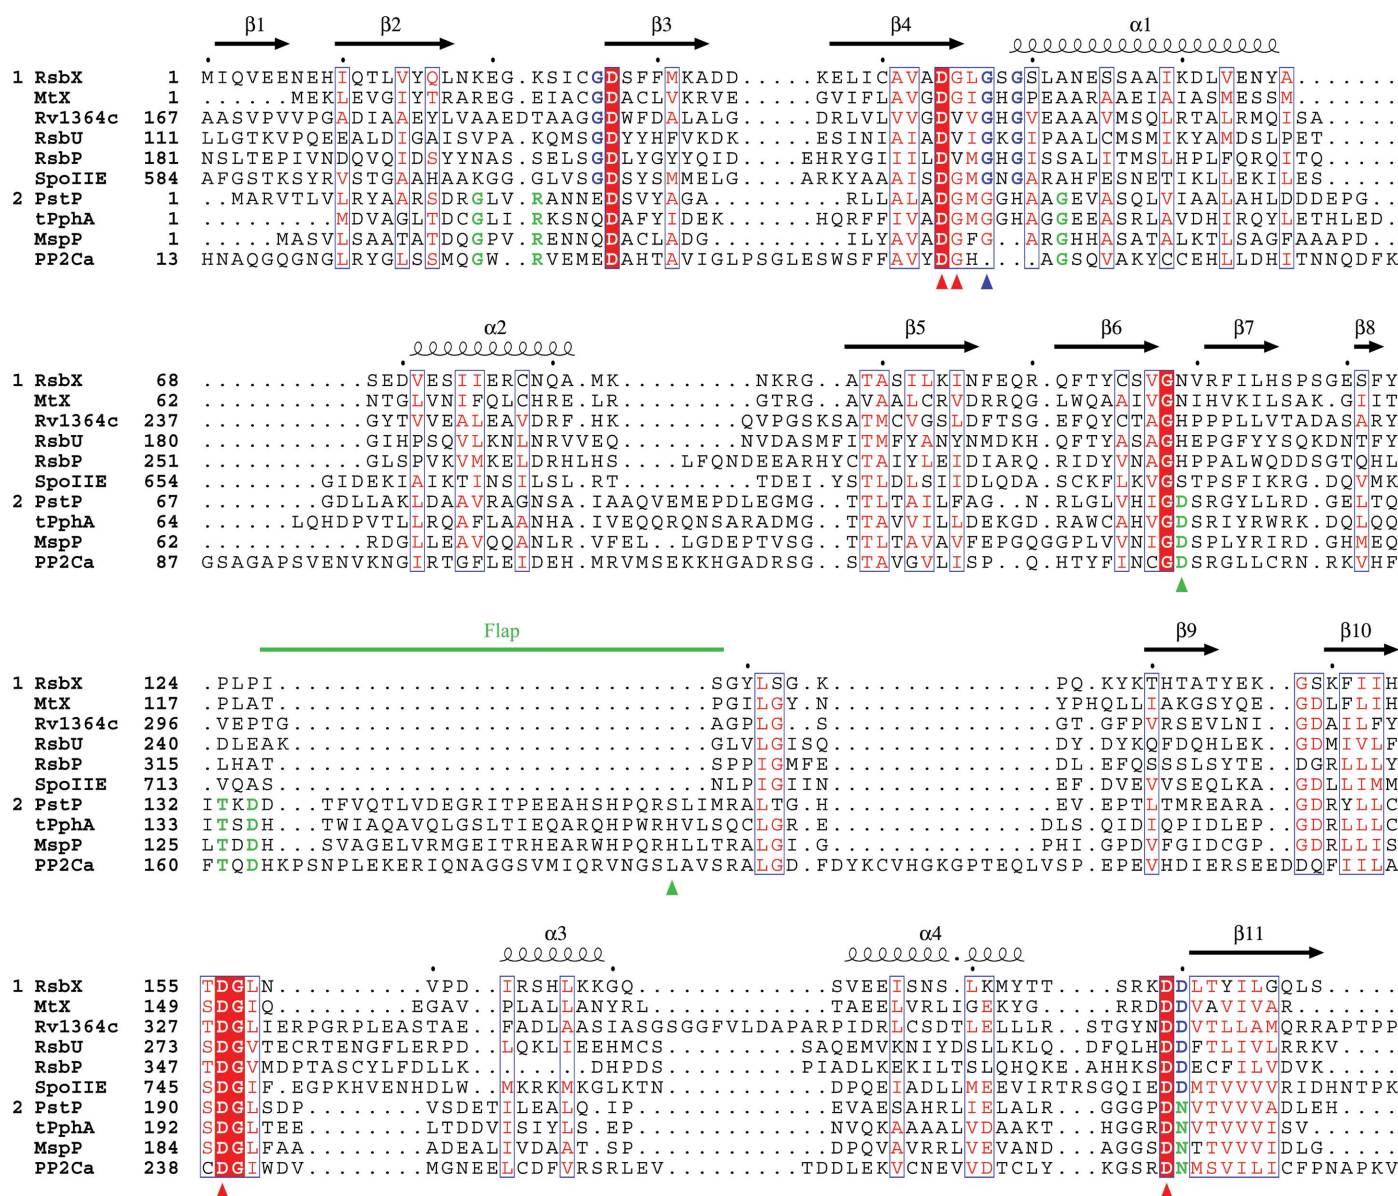 β1 β2 β3 β4 α1
1 RsbX 1 MIQVEENEHIQTLVYQLNKEG.KSICGDSFFMKADD.....KELICAVADGLGSGSLANESSAAIKDLVENYA.......
MtX 1 ......MEKLEVGIYTRAREG.EIACGDACLVKRVE.....GVIFLAVGDGIGHGPEAARAAEIAIASMESSM.......
Rv1364c 167 AASVPVVPGADIAAEYLVAAEDTAAGGDWFDALALG.....DRLVLVVGDVVGHGVEAAAVMSQLRTALRMQISA.....
RsbU 111 LLGTKVPQEEALDIGAISVPA.KQMSGDYYHFVKDK.....ESINIAIADVIGKGIPAALCMSMIKYAMDSLPET.....
RsbP 181 NSLTEPIVNDQVQIDSYYNAS.SELSGDLYGYYQID....EHRYGIIILDVMGHGISSALITMSLHPLFQRQITQ.....
SpoIIE 584 AFGSTKSYRVSTGAAHAAKGG.GLVSGDSYSMMELG....ARKYAAAISDGMGNGARAHFESNETIKLLEKILES.....
2 PstP 1 ..MARVTLVLRYAARSDRGLV.RANNEDSVYAGA........RLLALADGMGGHAAGEVASQLVIAALAHLDDDEPG..
tPphA 1 .........MDVAGLTDCGLI.RKSNQDAFYIDEK.......HQRFFIVADGMGGHAGGEEASRLAVDHIRQYLETHLED.
MspP 1 .....MASVLSAATATDQGPV.RENNQDACLADG.........ILYAVADGFG.ARGHHASATALKTLSAGFAAAPD..
PP2Ca 13 HNAQGQGNGLRYGLSSMQGW..RVEMEDAHTAVIGLPSGLESWSFFAVYDGH...AGSQVAKYCCEHLLDHITNNQDFK
α2 β5 β6 β7 β8
1 RsbX 68 ...........SEDVESIIERCNQA.MK.........NKRG..ATASILKINFEQR.QFTYCSVGNVRFILHSPSGESFY
MtX 62 ...........NTGLVNIFQLCHRE.LR.........GTRG..AVAALCRVDRRQG.LWQAAIVGNIHVKILSAK.GIIT
Rv1364c 237 ...........GYTVVEALEAVDRF.HK........QVPGSKSATMCVGSLDFTSG.EFQYCTAGHPPPLLVTADASARY
RsbU 180 ...........GIHPSQVLKNLNRVVEQ........NVDASMFITMFYANYNMDKH.QFTYASAGHEPGFYYSQKDNTFY
RsbP 251 ...........GLSPVKVMKELDRHLHS....LFQNDEEARHYCTAIYLEIDIARQ.RIDYVNAGHPPALWQDDSGTQHL
SpoIIE 654 ........GIDEKIAIKTINSILSLRT.........TDEI.YSTLDLSIIDLQDA.SCKFLKVGSTPSFIKRG.DQVMK
2 PstP 67 ........GDLLAKLDAAVRAGNSA.IAAQVEMEPDLEGMG..TTLTAILFAG..NRLGLVHIGDSRGYLLRD.GELTQ
tPphA 64 ......LQHDPVTLLRQAFLAANHA.IVEQQRQNSARADMG..TTAVVILLDEKGD.RAWCAHVGDSRIYRWRK.DQLQQ
MspP 62 ...........RDGLLEAVQQANLR.VFEL..LGDEPTVSG..TTLTAVAVFEPGQGGPLVVNIGDSPLYRIRD.GHMEQ
PP2Ca 87 GSAGAPSVENVKNGIRTGFLEIDEH.MRVMSEKKHGADRSG..STAVGVLISP..Q.HTYFINCGDSRGLLCRN.RKVHF
Flap β9 β10
1 RsbX 124 .PLPI............................SGYLSG.K...............PQ.KYKTHTATYEK..GSKFIIH
MtX 117 .PLAT............................PGILGY.N...............YPHQLLIAKGSYQE..GDLFLIH
Rv1364c 296 .VEPTG...........................AGPLG..S...............GT.GFPVRSEVLNI..GDAILFY
RsbU 240 .DLEAK...........................GLVLGISQ...............DY.DYKQFDQHLEK..GDMIVLF
RsbP 315 .LHAT............................SPPIGMFE...............DL.EFQSSSLSYTE..DGRLLLY
SpoIIE 713 .VQAS............................NLPIGIIN...............EF.DVEVVSEQLKA..GDLLIMM
2 PstP 132 ITKDD..TFVQTLVDEGRITPEEAHSHPQRSLIMRALTG.H...............EV.EPTLTMREARA..GDRYLLC
tPphA 133 ITSDH..TWIAQAVQLGSLTIEQARQHPWRHVLSQCLGR.E..............DLS.QIDIQPIDLEP..GDRLLLC
MspP 125 LTDDH..SVAGELVRMGEITRHEARWHPQRHLLTRALGI.G...............PHI.GPDVFGIDCGP..GDRLLIS
PP2Ca 160 FTQDHKPSNPLEKERIQNAGGSVMIQRVNGSLAVSRALGD.FDYKCVHGKGPTEQLVSP.EPEVHDIERSEEDDQFIILA
α3 α4 β11
1 RsbX 155 TDGLN...........VPD..IRSHLKKGQ.............SVEEISNS.LKMYTT....SRKDDLTYILGQLS....
MtX 149 SDGIQ.........EGAV..PLALLANYRL............TAEELVRLIGEKYG.....RRDDVAVIVAR.......
Rv1364c 327 TDGLIERPGRPLEASTAE..FADLAASIASGSGGFVLDAPARPIDRLCSDTLELLLR..STGYNDDVTLLAMQRRAPTPP
RsbU 273 SDGVTECRTENGFLERPD..LQKLIEEHMCS..........SAQEMVKNIYDSLLKLQ..DFQLHDDFTLIVLRRKV....
RsbP 347 TDGVMDPTASCYLFDLLK.......DHPDS...........PIADLKEKILTSLQHQKE.AHHKSDDECFILVDVK.....
SpoIIE 745 SDGIF.EGPKHVENHDLW..MKRKMKGLKTN..........DPQEIADLLMEEVIRTRSGQIEDDMTVVVVRIDHNTPK
2 PstP 190 SDGLSDP........VSDETILEALQ.IP............EVAESAHRLIELALR...GGGPDNVTVVVADLEH....
tPphA 192 SDGLTEE........LTDDVISIYLS.EP............NVQKAAAALVDAAKT...HGGRDNVTVVVISV......
MspP 184 SDGLFAA........ADEALIVDAAT.SP............DPQVAVRRLVEVAND...AGGSDNTTVVVIDLG.....
PP2Ca 238 CDGIWDV........MGNEELCDFVRSRLEV..........TDDLEKVCNEVVDTCLY...KGSRDNMSVILICFPNAPKV